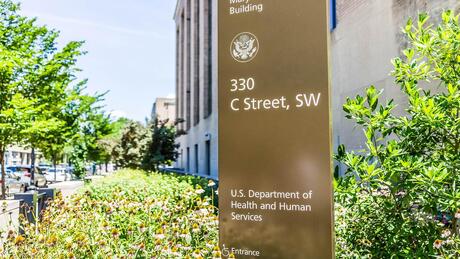 Building
330
C Street, SW
U.S. Department of
Health and Human
Services
Entrance